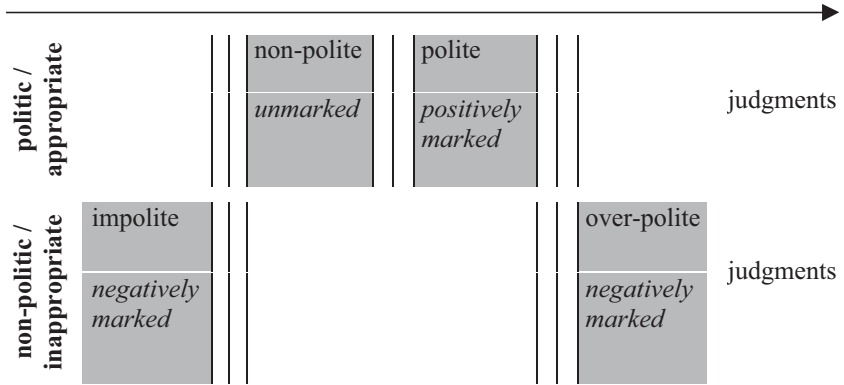 politic /
appropriate
non-polite
unmarked
polite
positively
marked
judgments
non-politic /
inappropriate
impolite
negatively
marked
over-polite
negatively
marked
judgments